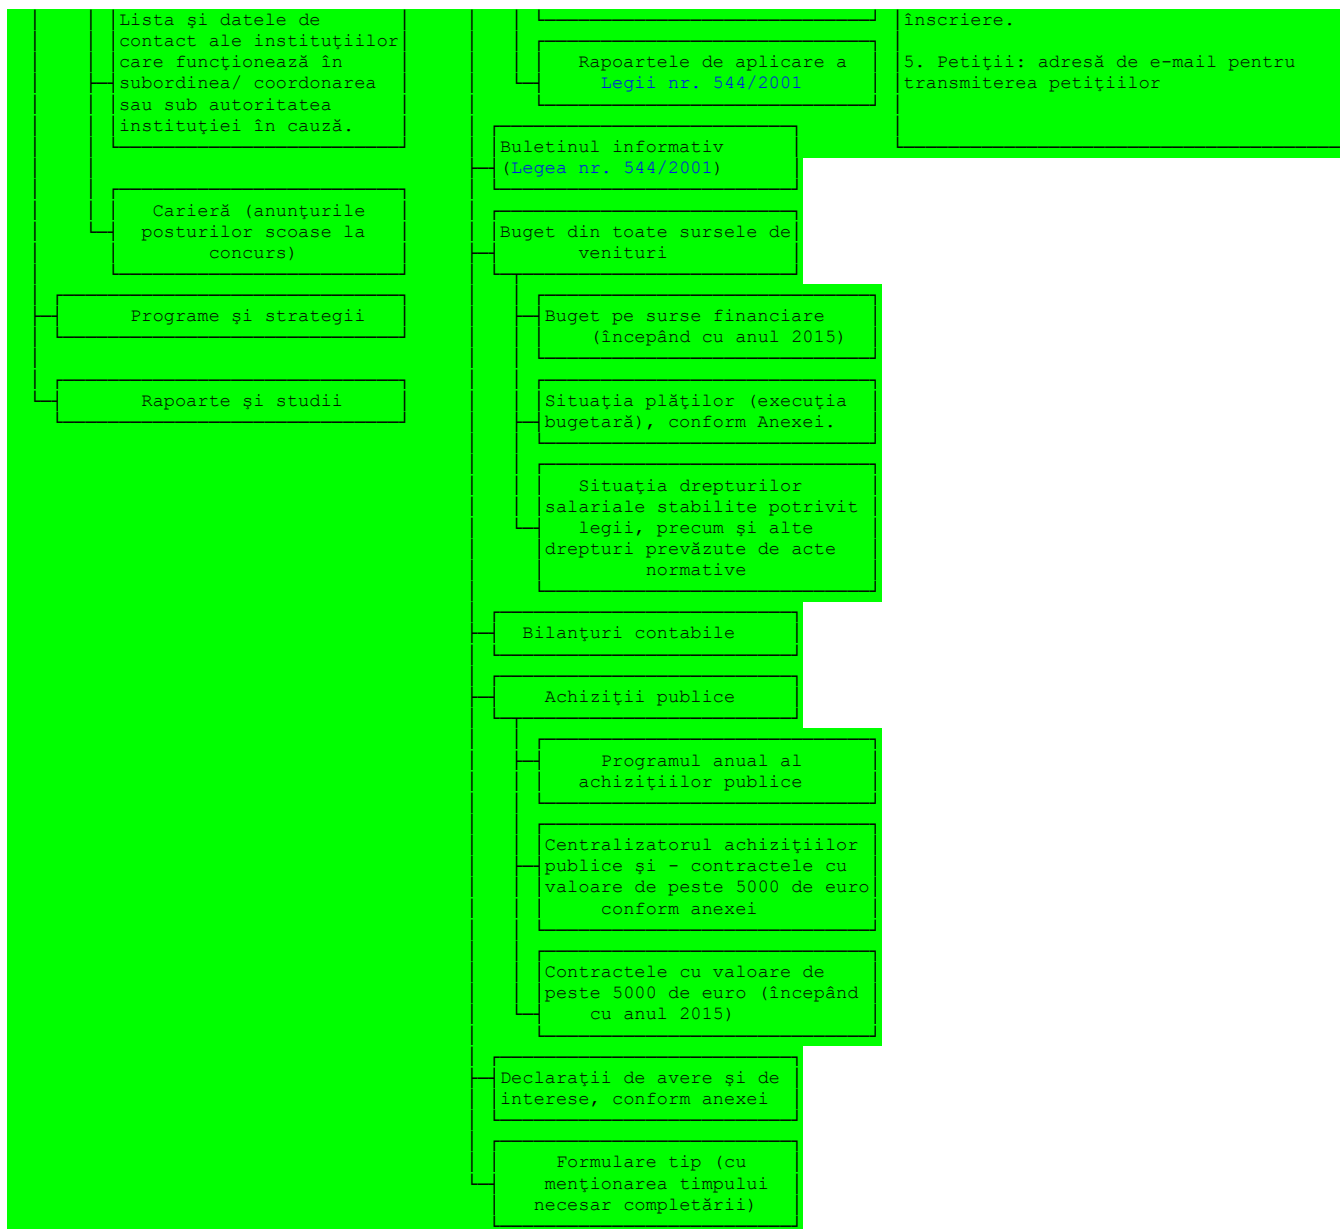 Lista şi datele de
contact ale instituţiilor
care funcţionează în
subordinea/ coordonarea
sau sub autoritatea
instituţiei în cauză.
Carieră (anunţurile
posturilor scoase la
concurs)
Programe şi strategii
Rapoarte şi studii
Rapoartele de aplicare a
Legii nr. 544/2001
Buletinul informativ
(Legea nr. 544/2001)
Buget din toate sursele de
venituri
Buget pe surse financiare
(începând cu anul 2015)
Situaţia plăţilor (execuţia
bugetară), conform Anexei.
Situaţia drepturilor
salariale stabilite potrivit
legii, precum şi alte
drepturi prevăzute de acte
normative
Bilanţuri contabile
Achiziţii publice
Programul anual al
achiziţiilor publice
Centralizatorul achiziţiilor
publice şi - contractele cu
valoare de peste 5000 de euro
conform anexei
Contractele cu valoare de
peste 5000 de euro (începând
cu anul 2015)
Declaraţii de avere şi de
interese, conform anexei
Formulare tip (cu
menţionarea timpului
necesar completării)
înscriere.
5. Petiţii: adresă de e-mail pentru
transmiterea petiţiilor